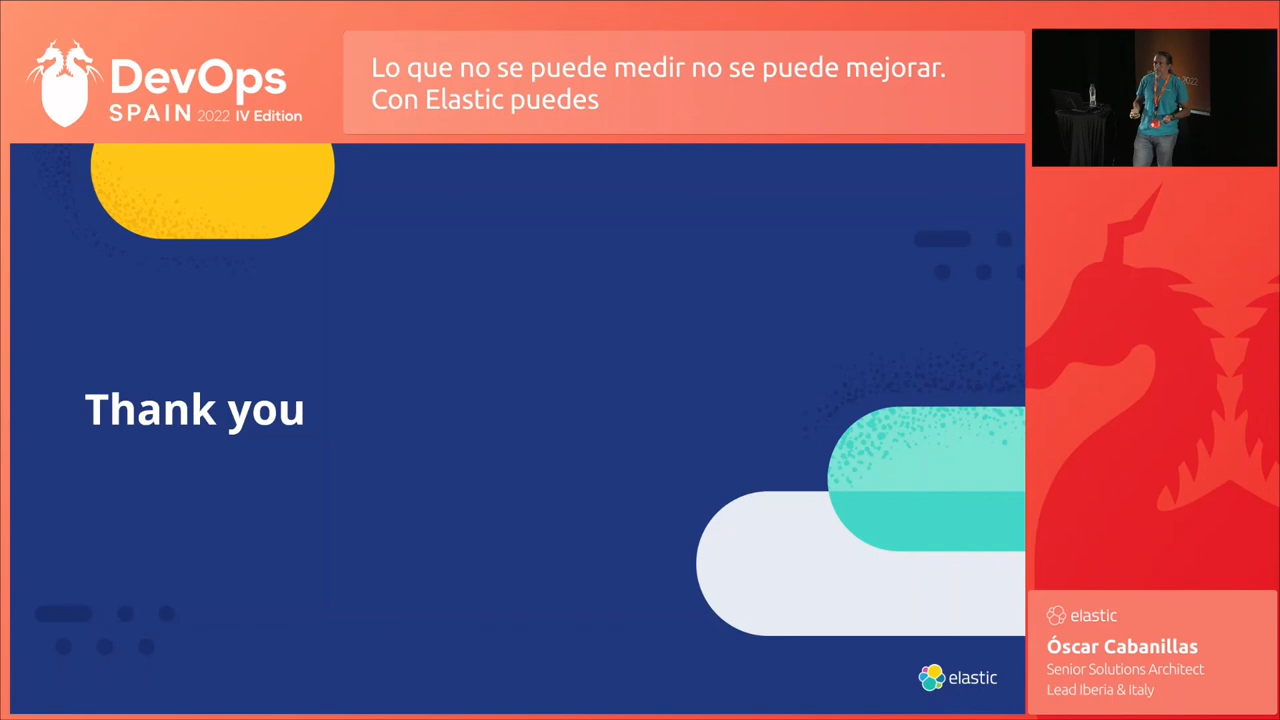 DevOps
SPAIN 2022 IV Edition
Lo que no se puede medir no se puede mejorar.
Con Elastic puedes
Thank you
elastic
elastic
Óscar Cabanillas
Senior Solutions Architect
Lead Iberia & Italy